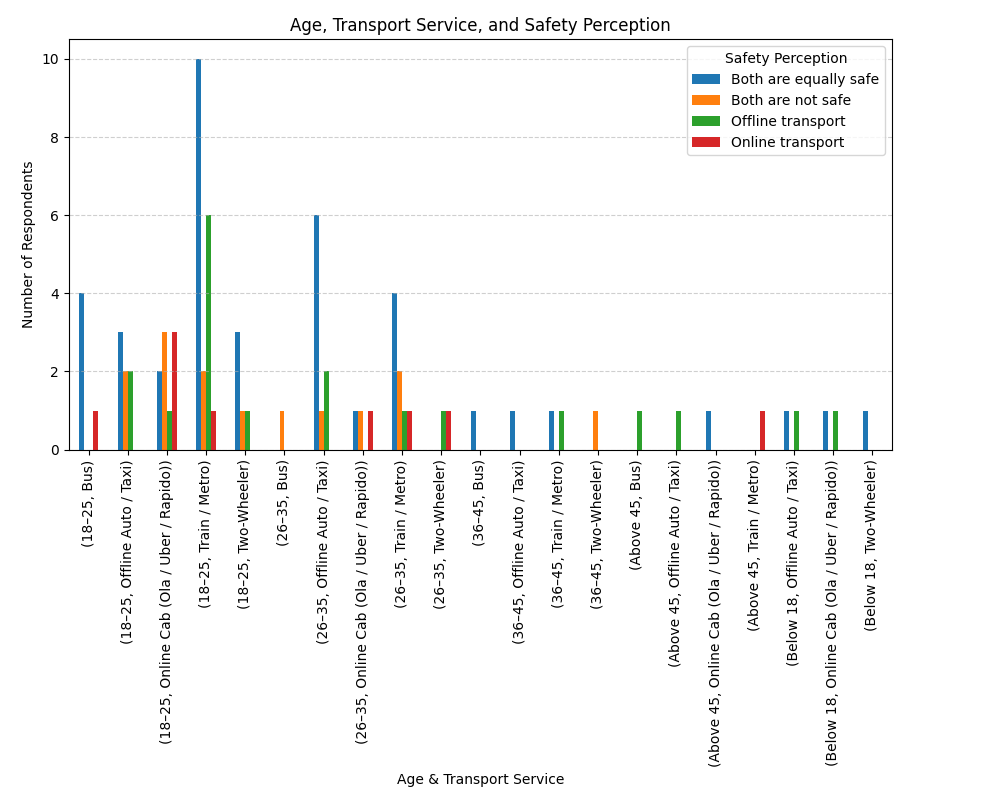 Age, Transport Service, and Safety Perception
Safety Perception
Both are equally safe
Both are not safe
Offline transport
Online transport
Number of Respondents
10
8
6
4
2
0
(18–25, Bus)
(18–25, Offline Auto / Taxi)
(18–25, Online Cab (Ola / Uber / Rapido))
(18–25, Train / Metro)
(18–25, Two-Wheeler)
(26–35, Bus)
(26–35, Offline Auto / Taxi)
(26–35, Online Cab (Ola / Uber / Rapido))
(26–35, Train / Metro)
(26–35, Two-Wheeler)
(36–45, Bus)
(36–45, Offline Auto / Taxi)
(36–45, Train / Metro)
(36–45, Two-Wheeler)
(Above 45, Bus)
(Above 45, Offline Auto / Taxi)
(Above 45, Online Cab (Ola / Uber / Rapido))
(Above 45, Train / Metro)
(Below 18, Offline Auto / Taxi)
(Below 18, Online Cab (Ola / Uber / Rapido))
(Below 18, Two-Wheeler)
Age & Transport Service